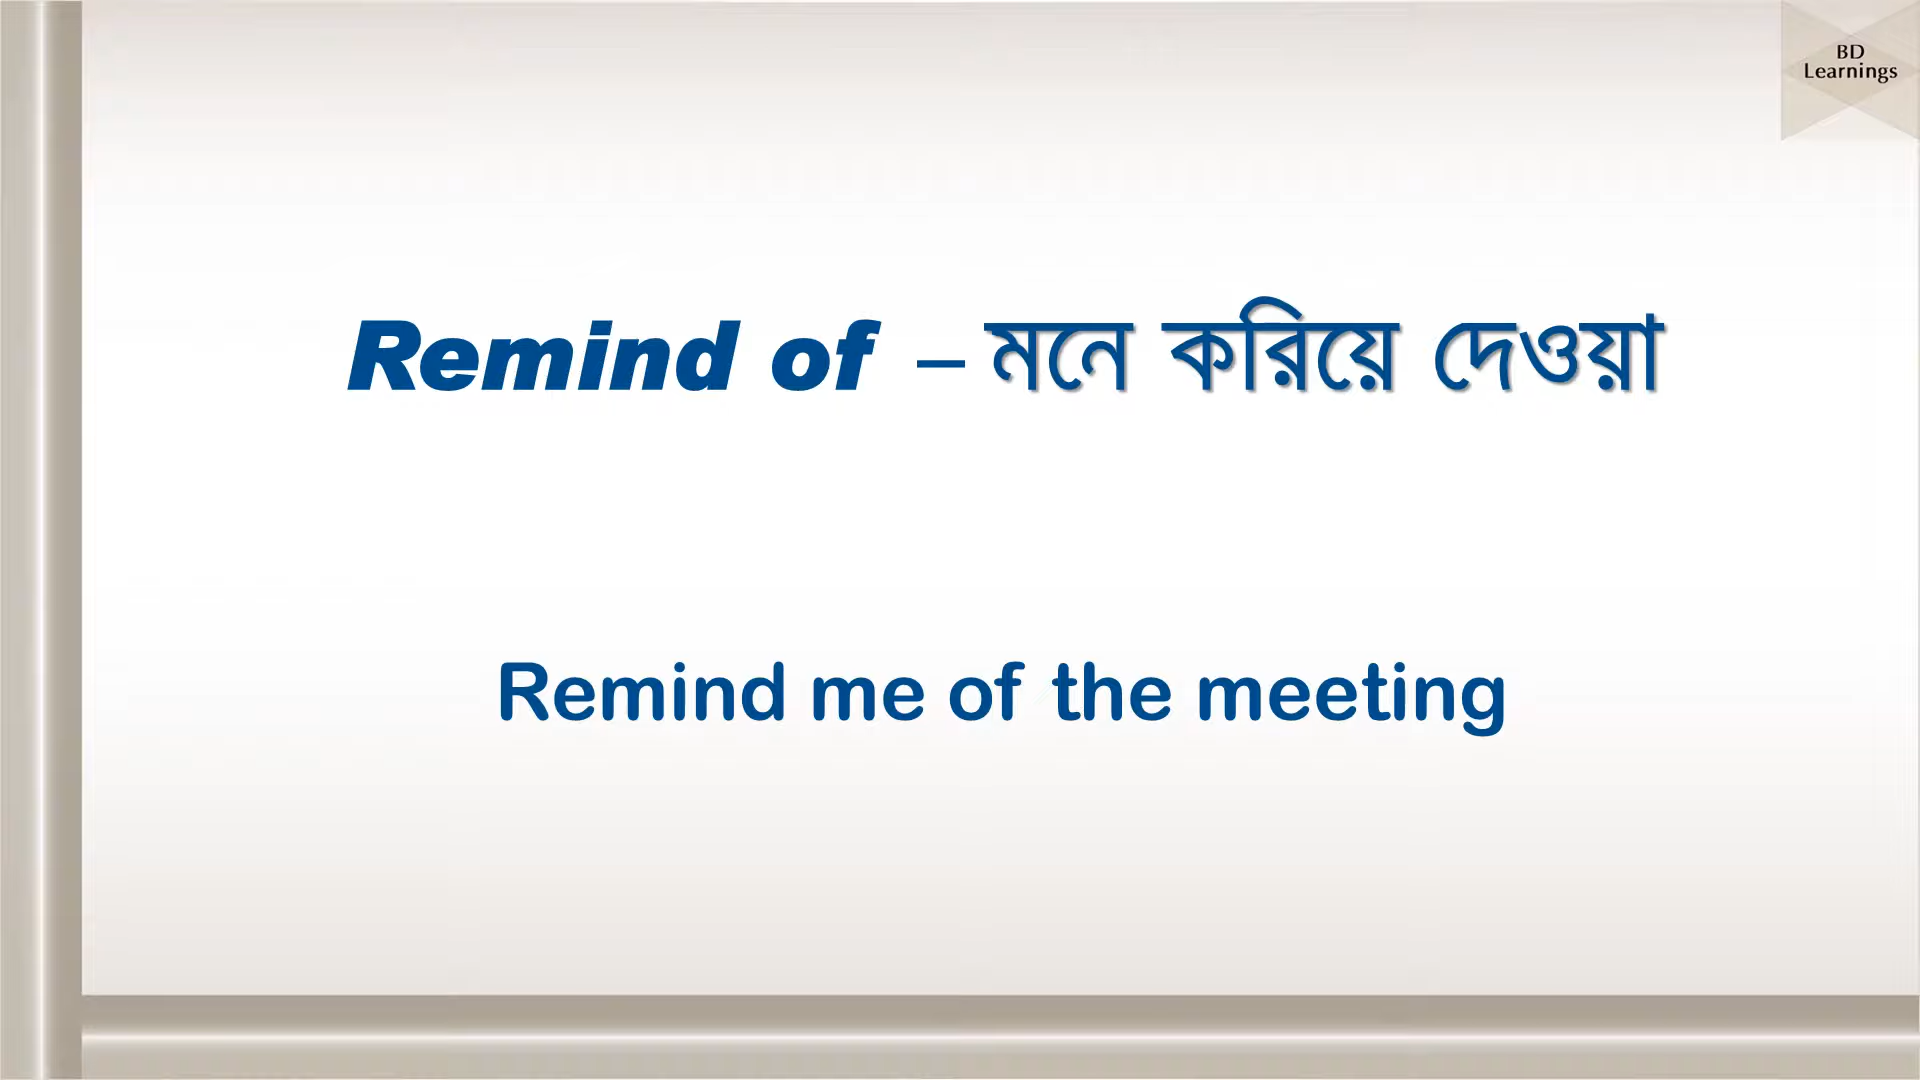 BD
Learnings
Remind of – মনে করিয়ে দেওয়া
Remind me of the meeting